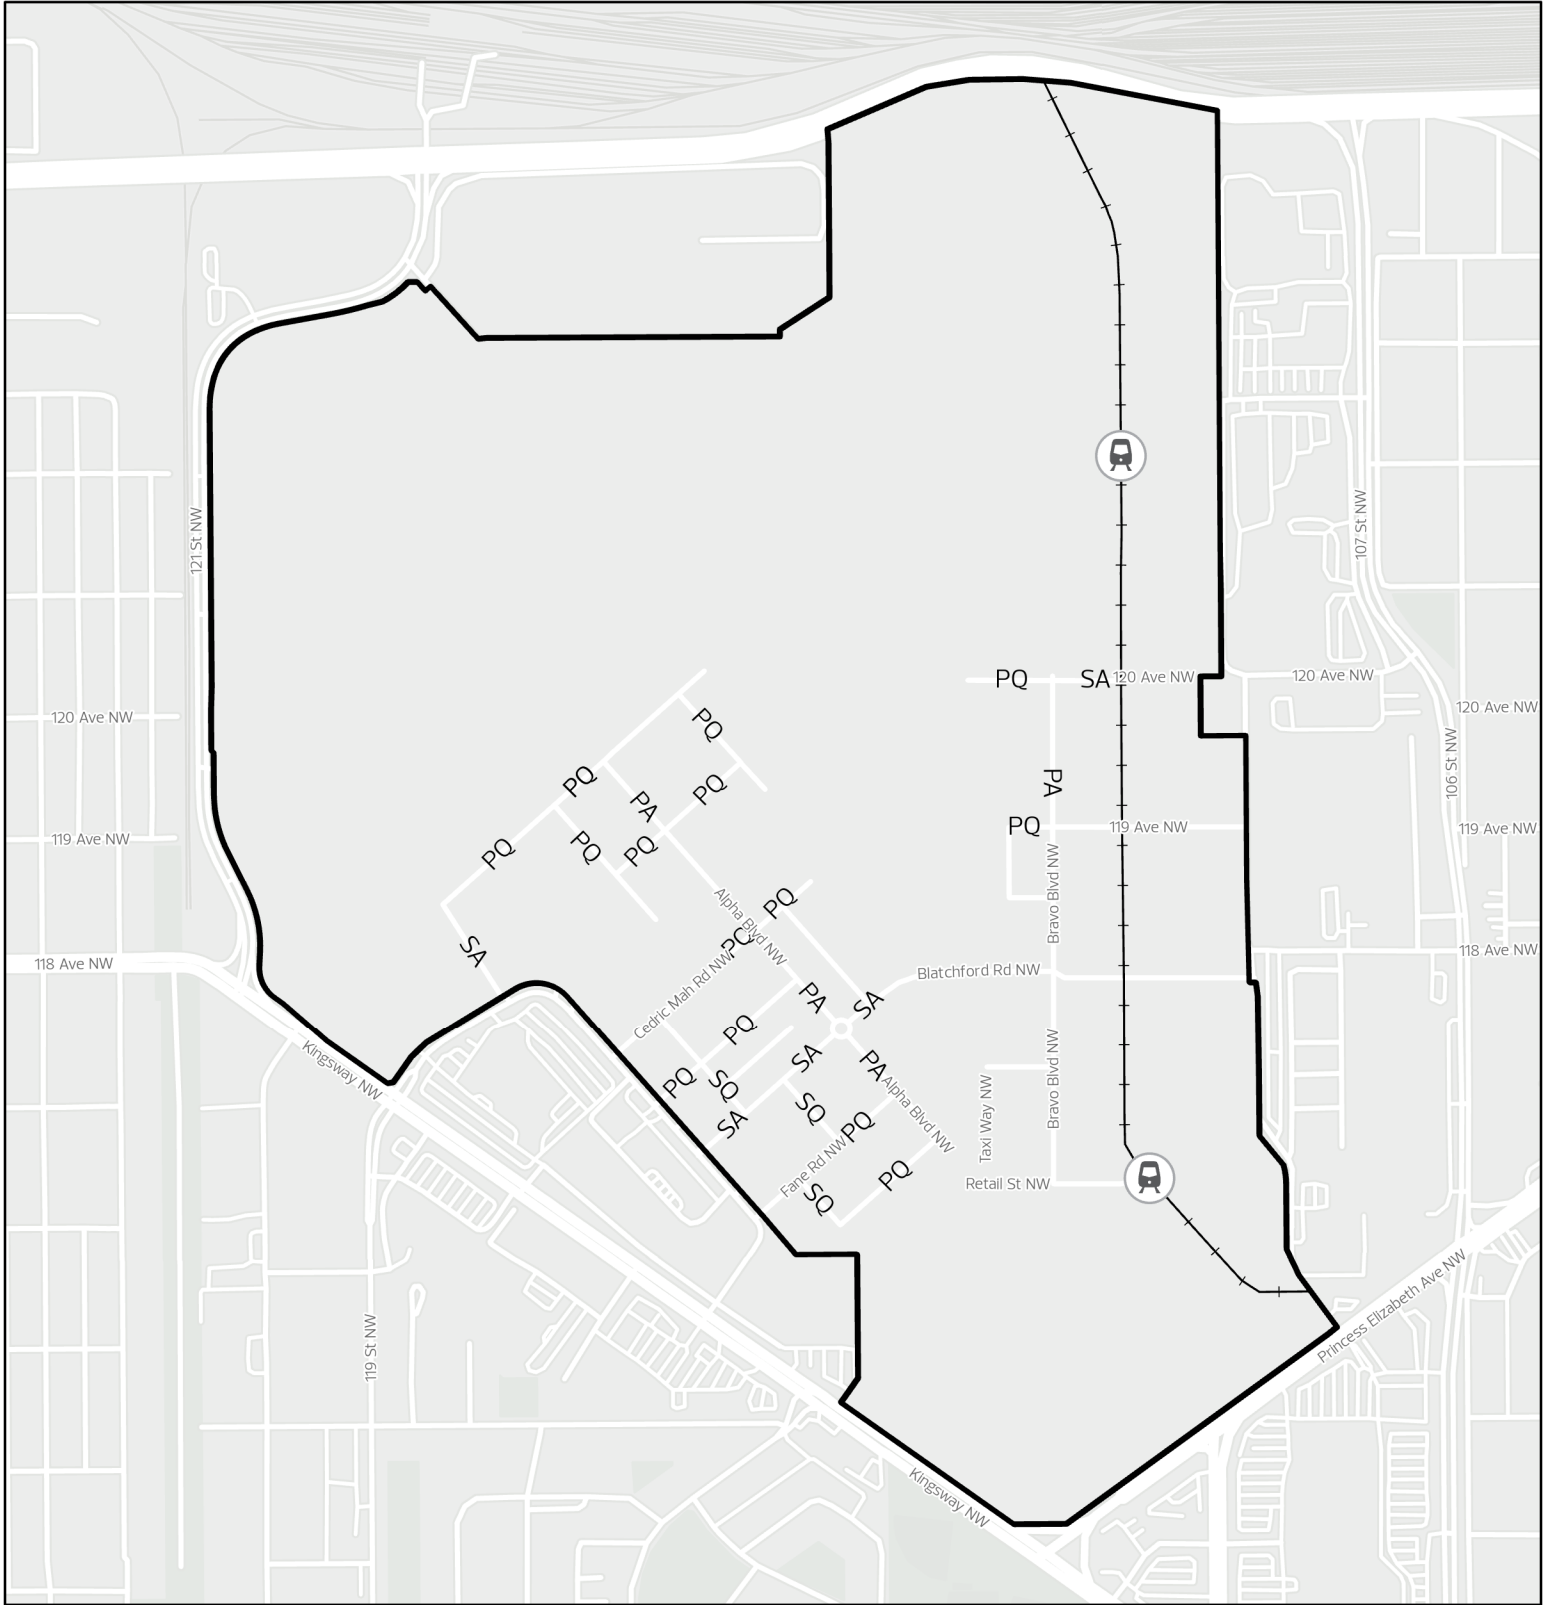 121 St NW
107 St NW
PQ
SA
120 Ave NW
120 Ave NW
120 Ave NW
120 Ave NW
106 St NW
PQ
PQ
PA
PQ
PA
PQ
119 Ave NW
119 Ave NW
119 Ave NW
PQ
PQ
PQ
Bravo Blvd NW
PQ
Alpha Blvd NW
PQ
SA
Cedric Mah Rd NW
118 Ave NW
118 Ave NW
Blatchford Rd NW
PA
SA
PQ
SA
PA
Kingsway NW
PQ
SQ
SQ
SA
PQ
Alpha Blvd NW
Taxi Way NW
Bravo Blvd NW
Fane Rd NW
PQ
SQ
Retail St NW
119 St NW
Princess Elizabeth Ave NW
Kingsway NW